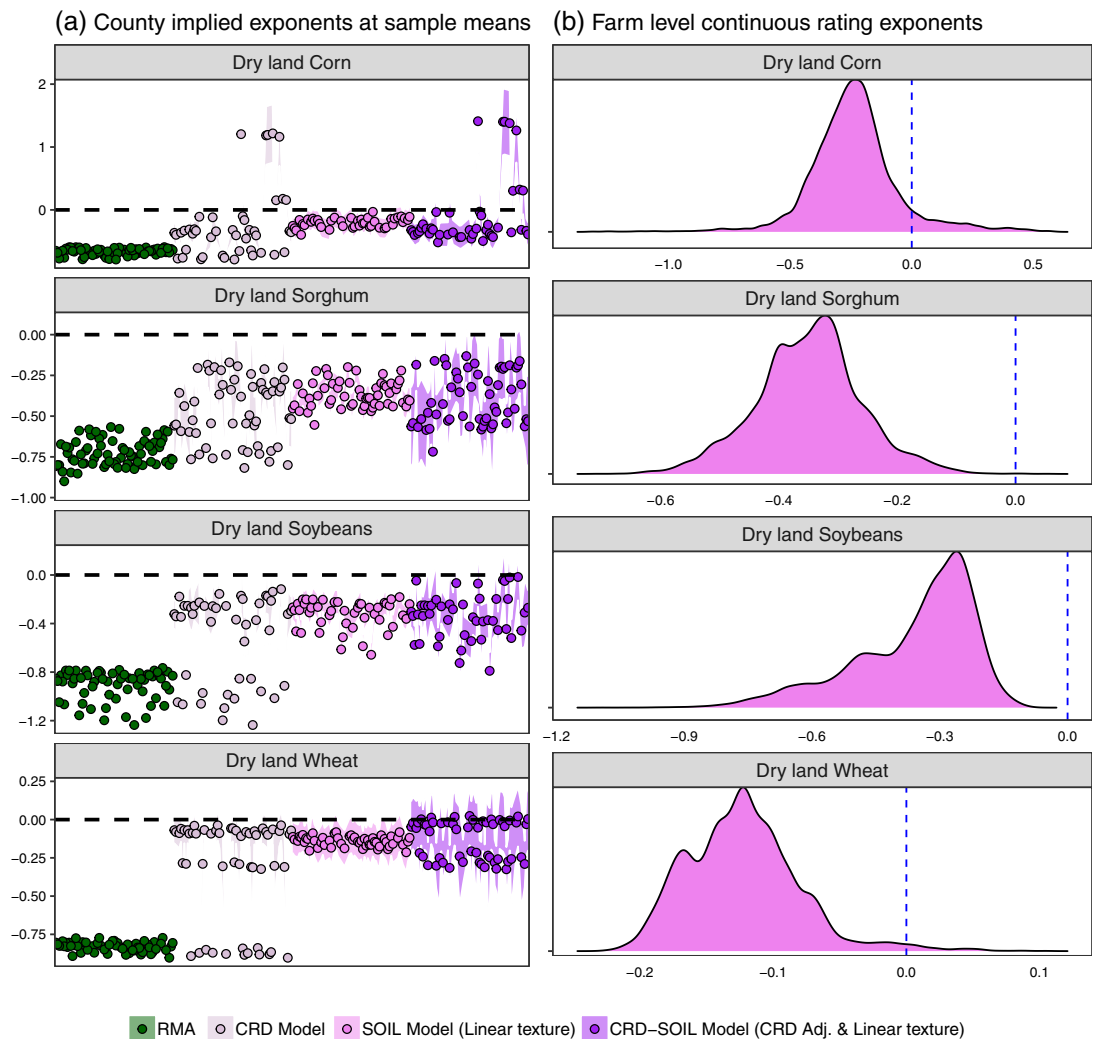 (a) County implied exponents at sample means
Dry land Corn
2
1
0
Dry land Sorghum
0.00
−0.25
−0.50
−0.75
−1.00
Dry land Soybeans
0.0
−0.4
−0.8
−1.2
Dry land Wheat
0.25
0.00
−0.25
−0.50
−0.75
(b) Farm level continuous rating exponents
Dry land Corn
−1.0 −0.5 0.0 0.5
Dry land Sorghum
−0.6 −0.4 −0.2 0.0
Dry land Soybeans
−1.2 −0.9 −0.6 −0.3 0.0
Dry land Wheat
−0.2 −0.1 0.0 0.1
RMA CRD Model SOIL Model (Linear texture) CRD−SOIL Model (CRD Adj. & Linear texture)